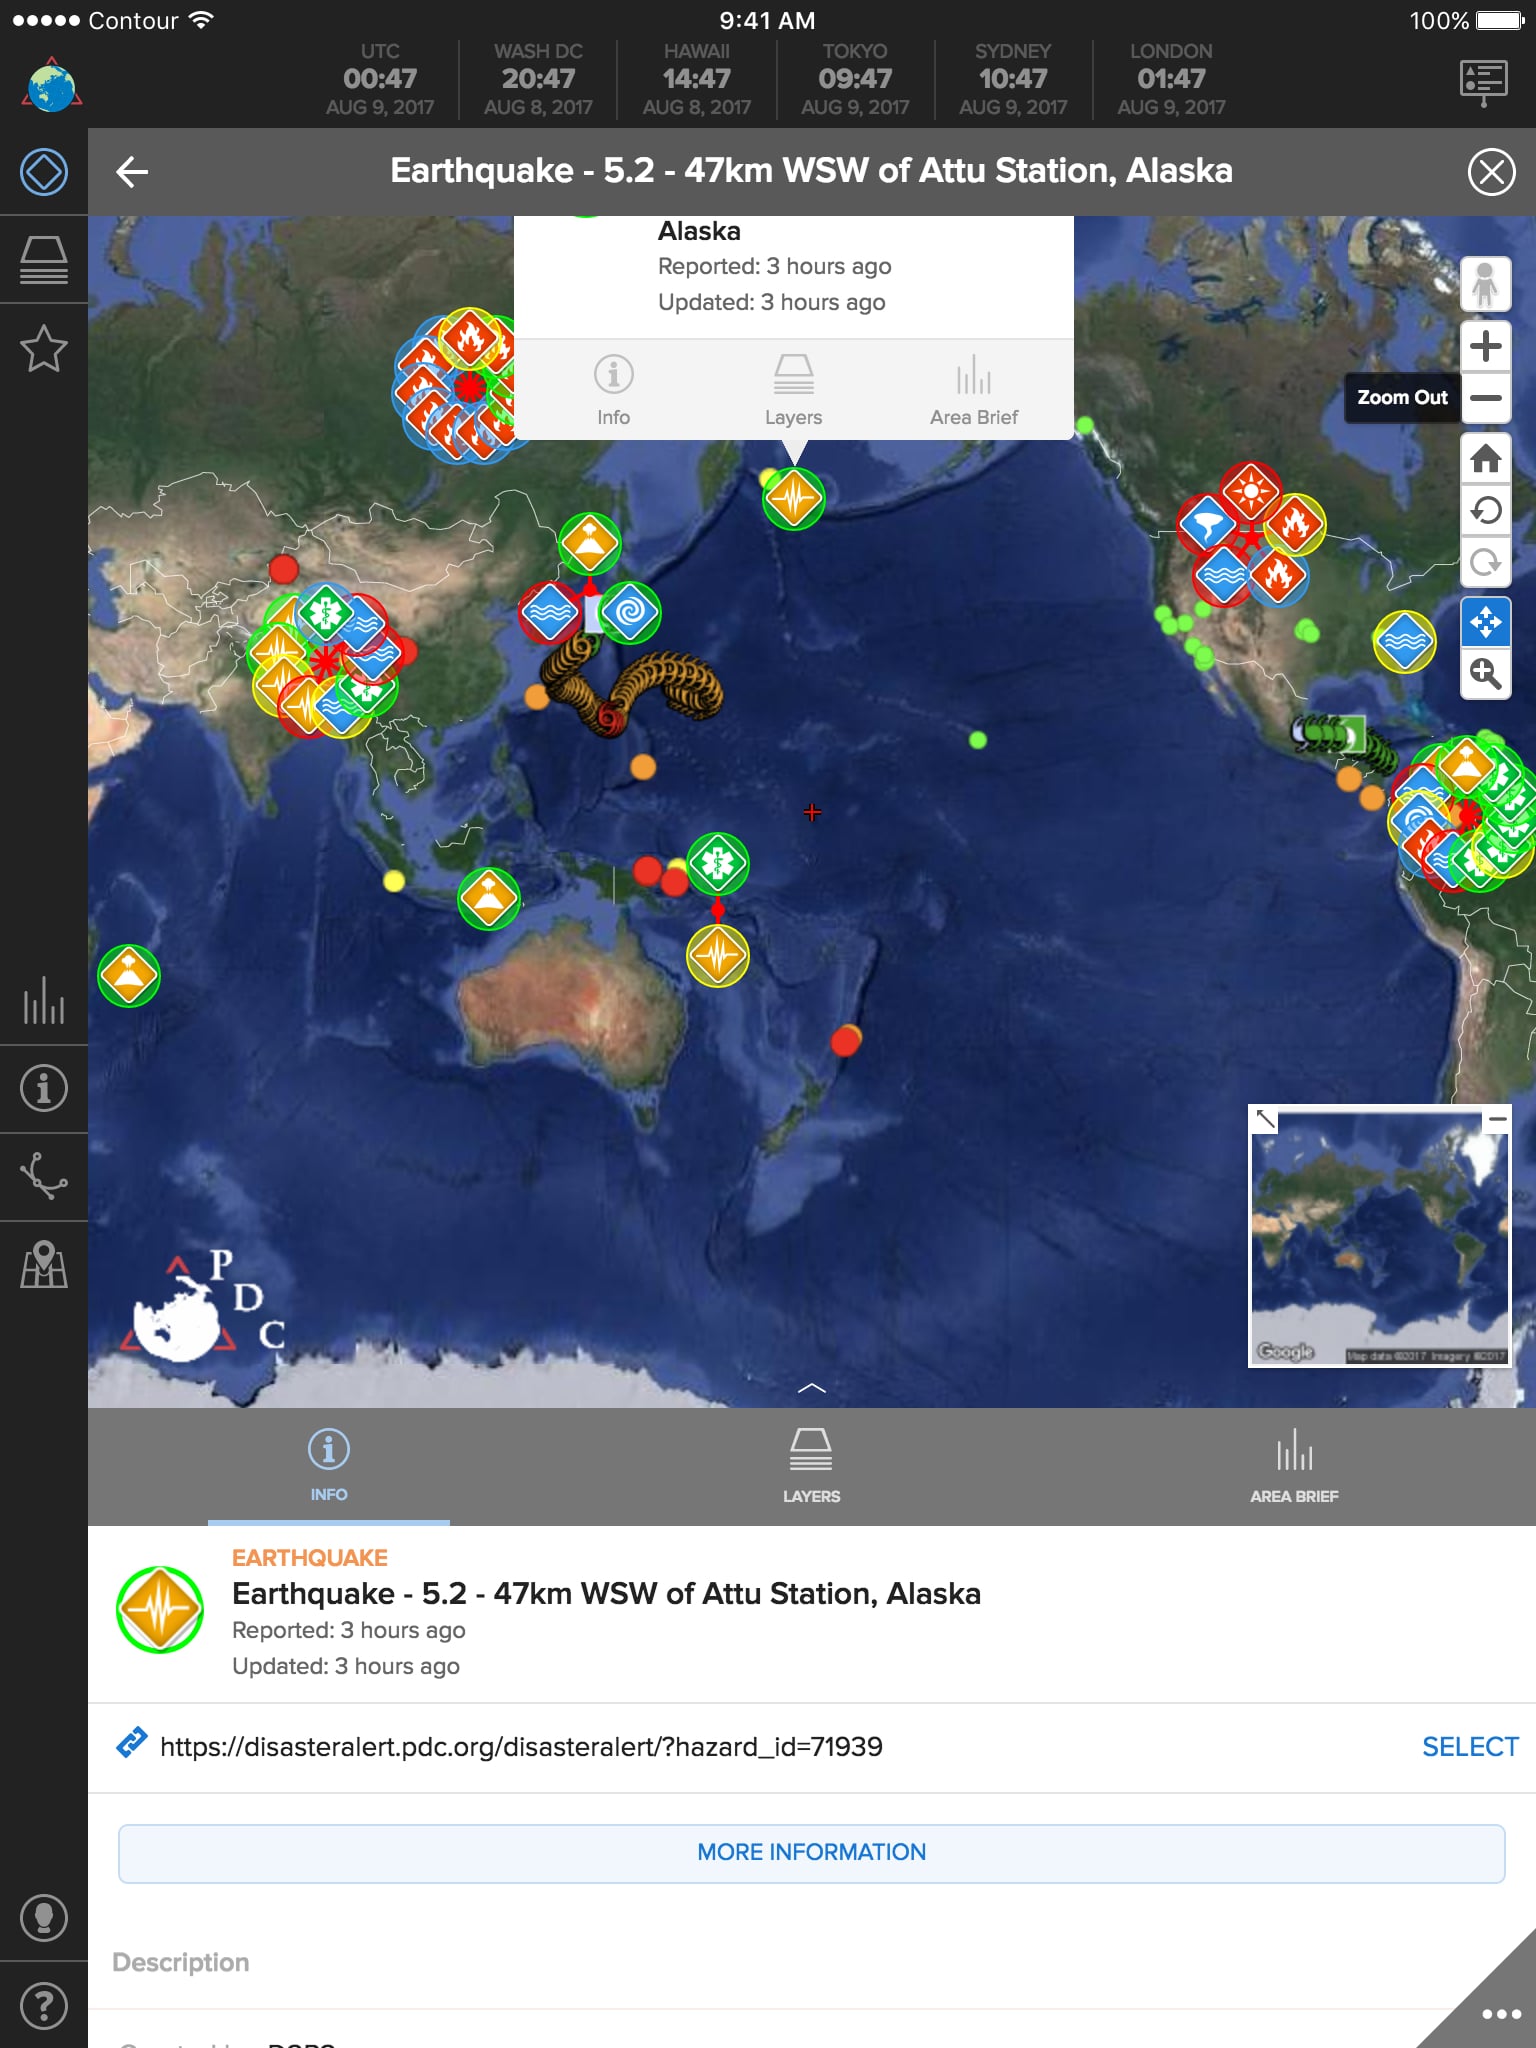 Contour
9:41 AM
100%
UTC
00:47
AUG 9, 2017
WASH DC
20:47
AUG 8, 2017
HAWAII
14:47
AUG 8, 2017
TOKYO
09:47
AUG 9, 2017
SYDNEY
10:47
AUG 9, 2017
LONDON
01:47
AUG 9, 2017
Earthquake - 5.2 - 47km WSW of Attu Station, Alaska
Alaska
Reported: 3 hours ago
Updated: 3 hours ago
Info
Layers
Area Brief
Zoom Out
P
D
C
Google
Map data ©2017 Imagery ©2017
INFO
LAYERS
AREA BRIEF
EARTHQUAKE
Earthquake - 5.2 - 47km WSW of Attu Station, Alaska
Reported: 3 hours ago
Updated: 3 hours ago
https://disasteralert.pdc.org/disasteralert/?hazard_id=71939
SELECT
MORE INFORMATION
Description